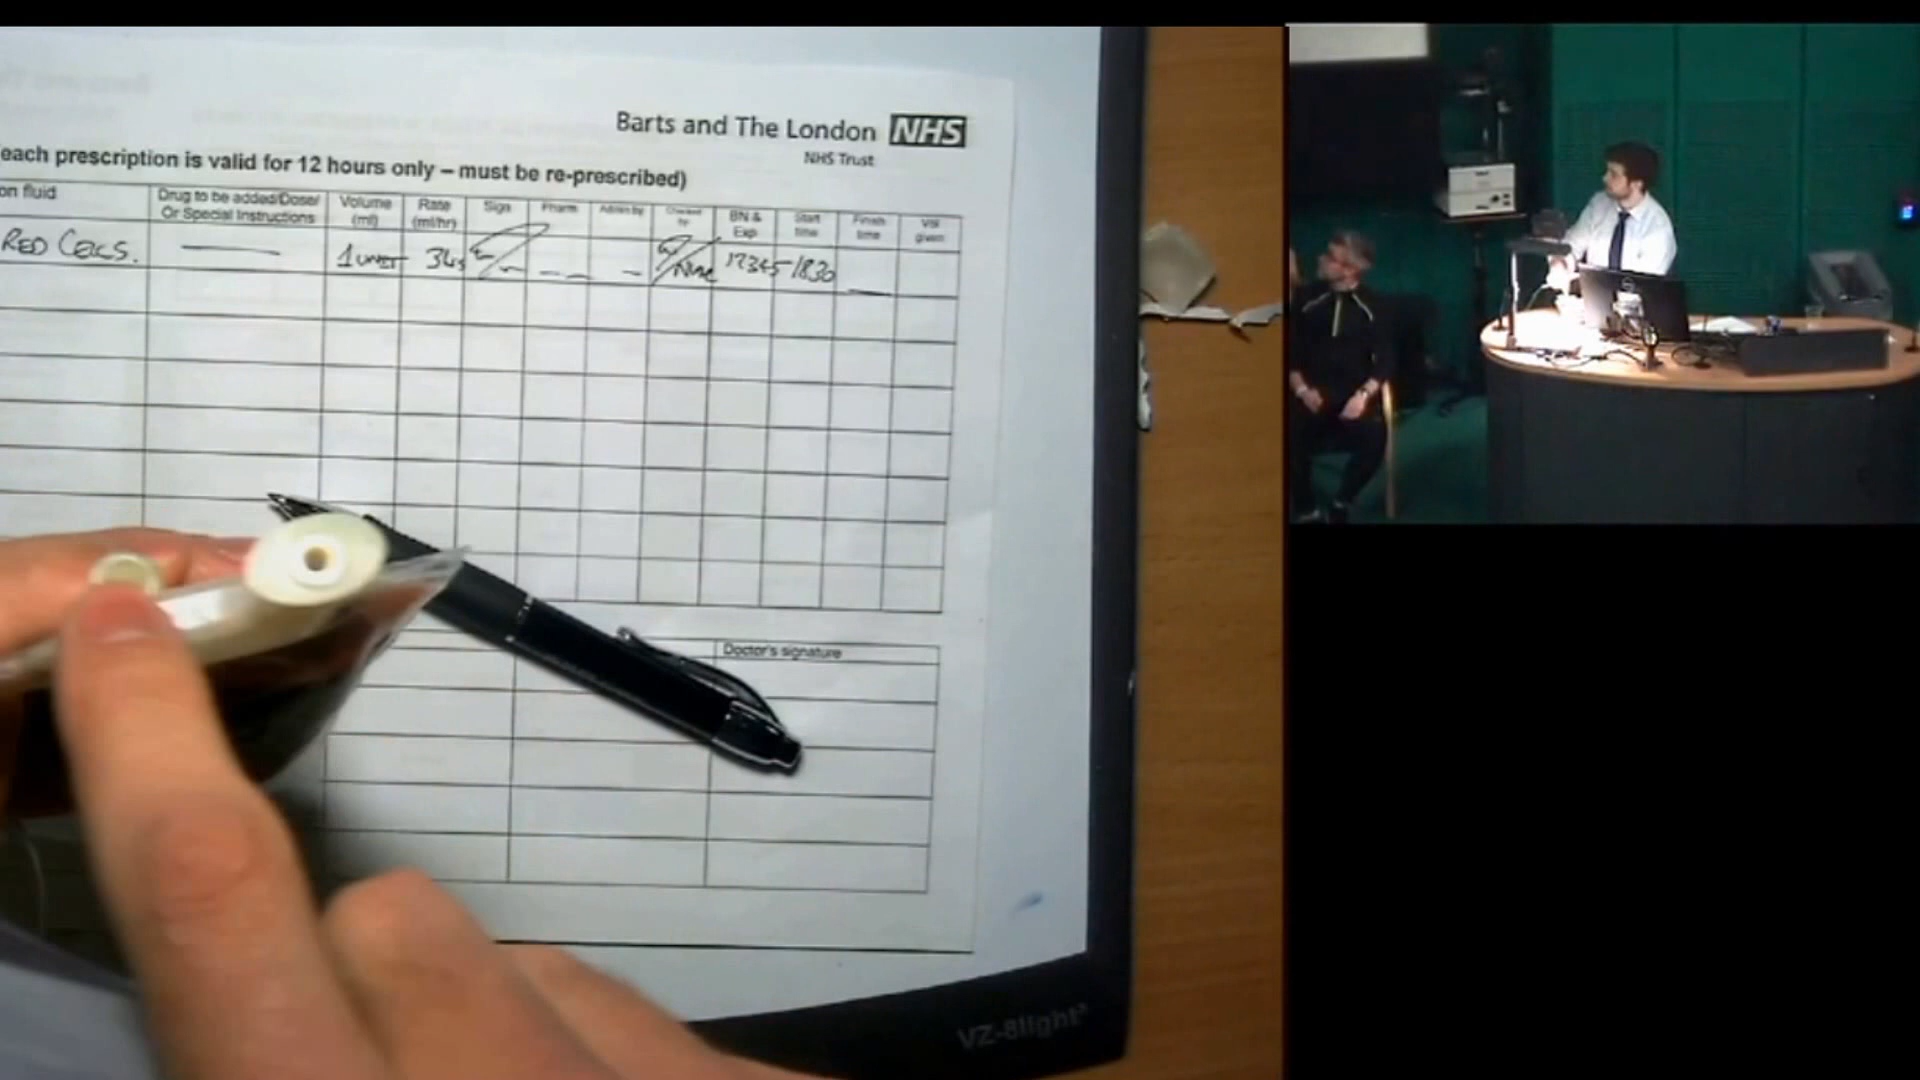 Barts and The London NHS
NHS Trust
each prescription is valid for 12 hours only – must be re-prescribed)
on fluid Drug to be added/Dose/ Or Special Instructions Volume (ml) Rate (ml/hr) Sign Pharm Admin by Checked by BN & Exp Start time Finish time Vol given
RED CELLS. 1 UNIT 12345 1830
Doctor's signature
VZ-8light³